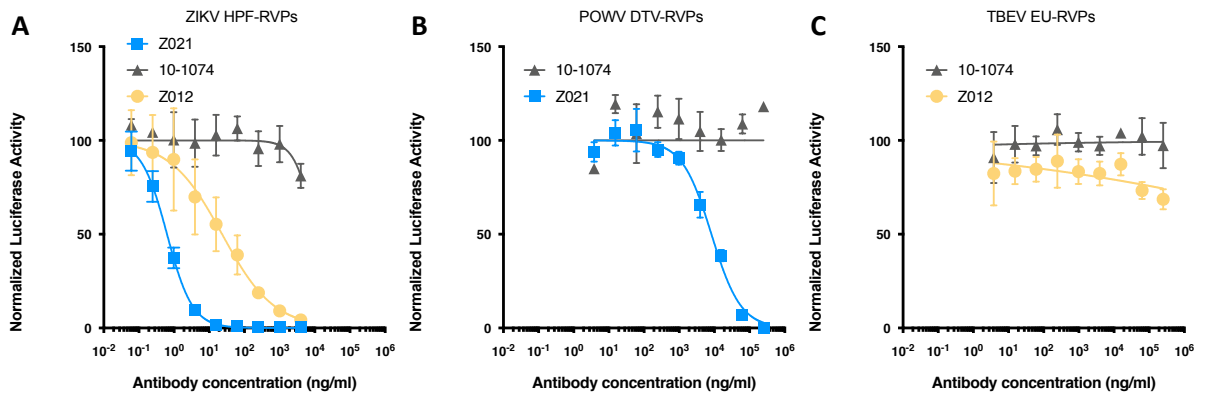 A
ZIKV HPF-RVPs
Z021
10-1074
Z012
Normalized Luciferase Activity
150
100
50
0
10-2 10-1 100 101 102 103 104 105 106
Antibody concentration (ng/ml)
B
POWV DTV-RVPs
10-1074
Z021
Normalized Luciferase Activity
150
100
50
0
10-2 10-1 100 101 102 103 104 105 106
Antibody concentration (ng/ml)
C
TBEV EU-RVPs
10-1074
Z012
Normalized Luciferase Activity
150
100
50
0
10-2 10-1 100 101 102 103 104 105 106
Antibody concentration (ng/ml)